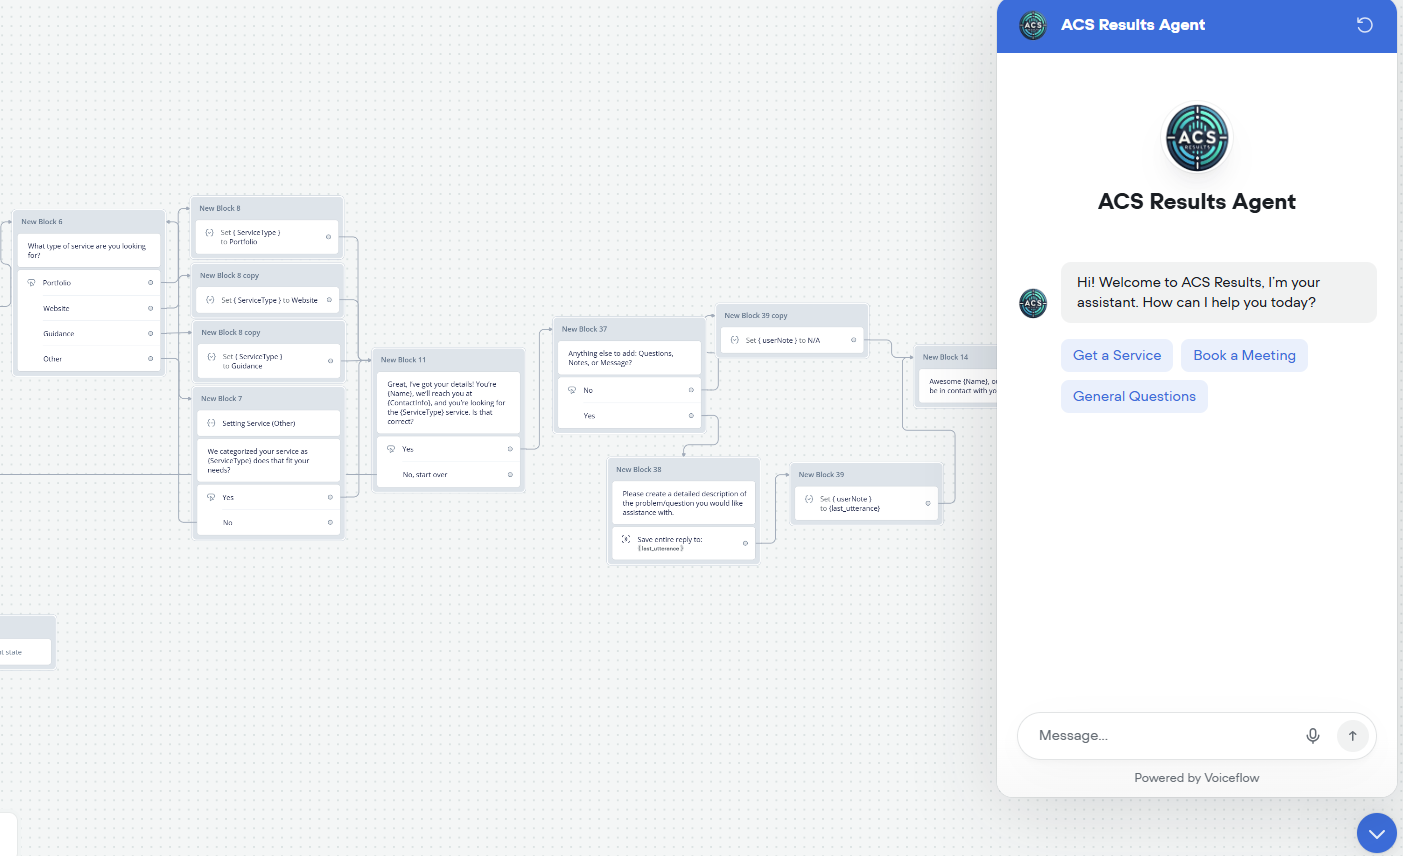 New Block 6
What type of service are you looking
for?
Portfolio
Website
Guidance
Other
New Block 8
Set { ServiceType }
to Portfolio
New Block 8 copy
Set { ServiceType } to Website
New Block 8 copy
Set { ServiceType }
to Guidance
New Block 7
Setting Service (Other)
We categorized your service as
{ServiceType} does that fit your
needs?
Yes
No
New Block 11
Great, I've got your details! You're
{Name}, we'll reach you at
{ContactInfo}, and you're looking for
the {ServiceType} service. Is that
correct?
Yes
No, start over
New Block 37
Anything else to add: Questions,
Notes, or Message?
No
Yes
New Block 39 copy
Set { userNote } to N/A
New Block 38
Please create a detailed description of
the problem/question you would like
assistance with.
Save entire reply to:
{last_utterance}
New Block 39
Set { userNote }
to {last_utterance}
New Block 14
Awesome {Name}, ou
be in contact with yo
t state
ACS Results Agent
ACS
RESULTS
ACS Results Agent
Hi! Welcome to ACS Results, I'm your
assistant. How can I help you today?
Get a Service
Book a Meeting
General Questions
Message...
Powered by Voiceflow